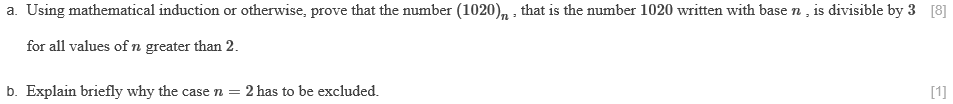 a. Using mathematical induction or otherwise, prove that the number (1020)ₙ , that is the number 1020 written with base n , is divisible by 3 [8]
for all values of n greater than 2.
b. Explain briefly why the case n = 2 has to be excluded. [1]